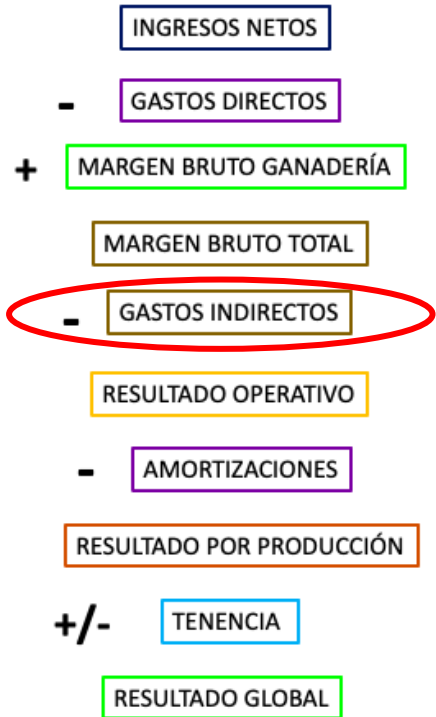 INGRESOS NETOS
- GASTOS DIRECTOS
+ MARGEN BRUTO GANADERÍA
MARGEN BRUTO TOTAL
- GASTOS INDIRECTOS
RESULTADO OPERATIVO
- AMORTIZACIONES
RESULTADO POR PRODUCCIÓN
+/- TENENCIA
RESULTADO GLOBAL